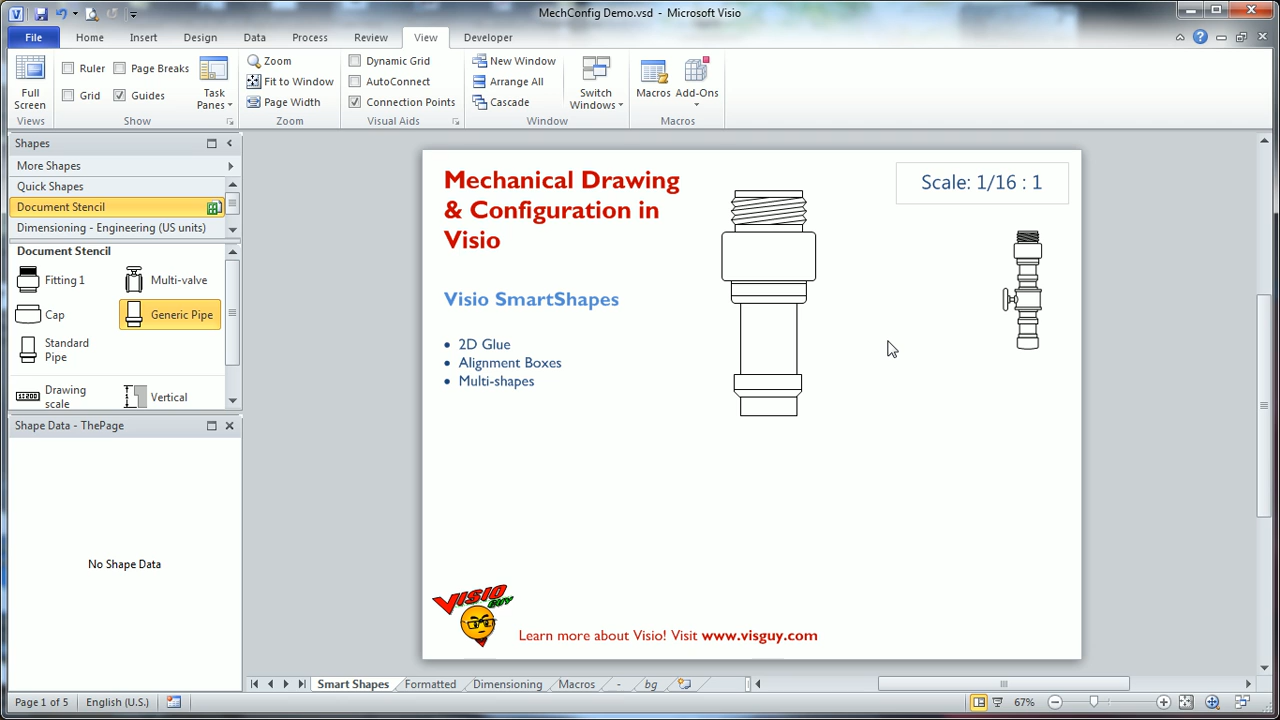 MechConfig Demo.vsd - Microsoft Visio
File Home Insert Design Data Process Review View Developer
Full Screen
Views
Ruler Page Breaks
Grid Guides
Task Panes
Show
Zoom
Fit to Window
Page Width
Zoom
Dynamic Grid
AutoConnect
Connection Points
Visual Aids
New Window
Arrange All
Cascade
Switch Windows
Window
Macros Add-Ons
Macros
Shapes
More Shapes
Quick Shapes
Document Stencil
Dimensioning - Engineering (US units)
Document Stencil
Fitting 1 Multi-valve
Cap Generic Pipe
Standard
Pipe
Drawing
scale
Vertical
Shape Data - ThePage
No Shape Data
Mechanical Drawing
& Configuration in
Visio
Visio SmartShapes
• 2D Glue
• Alignment Boxes
• Multi-shapes
Scale: 1/16 : 1
VISIO
GUY
Learn more about Visio! Visit www.visguy.com
Smart Shapes Formatted Dimensioning Macros - bg
Page 1 of 5 English (U.S.) 67%